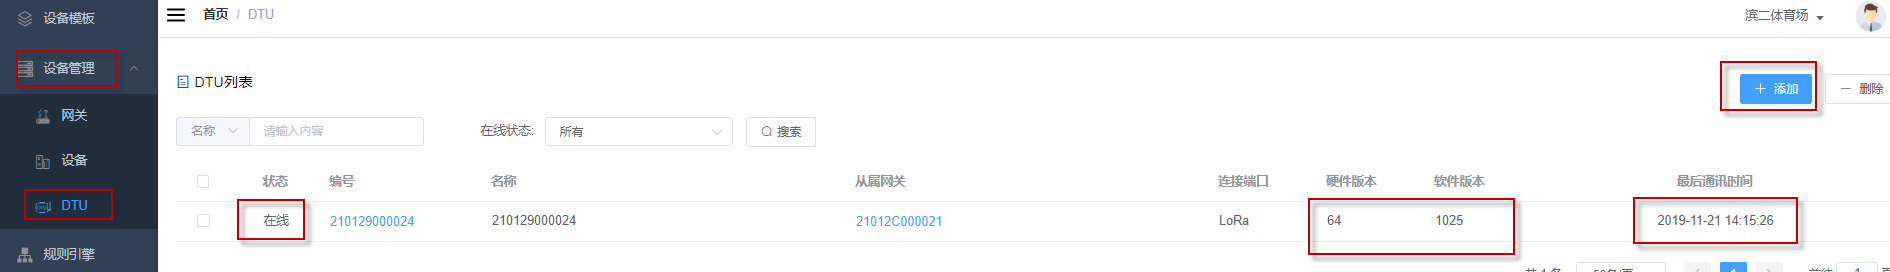 设备模板
首页 / DTU
滨二体育场
设备管理
DTU列表
添加
删除
网关
名称
请输入内容
在线状态:
所有
搜索
设备
状态 编号 名称 从属网关 连接端口 硬件版本 软件版本 最后通讯时间
DTU
在线 210129000024 210129000024 21012C000021 LoRa 64 1025 2019-11-21 14:15:26
规则引擎